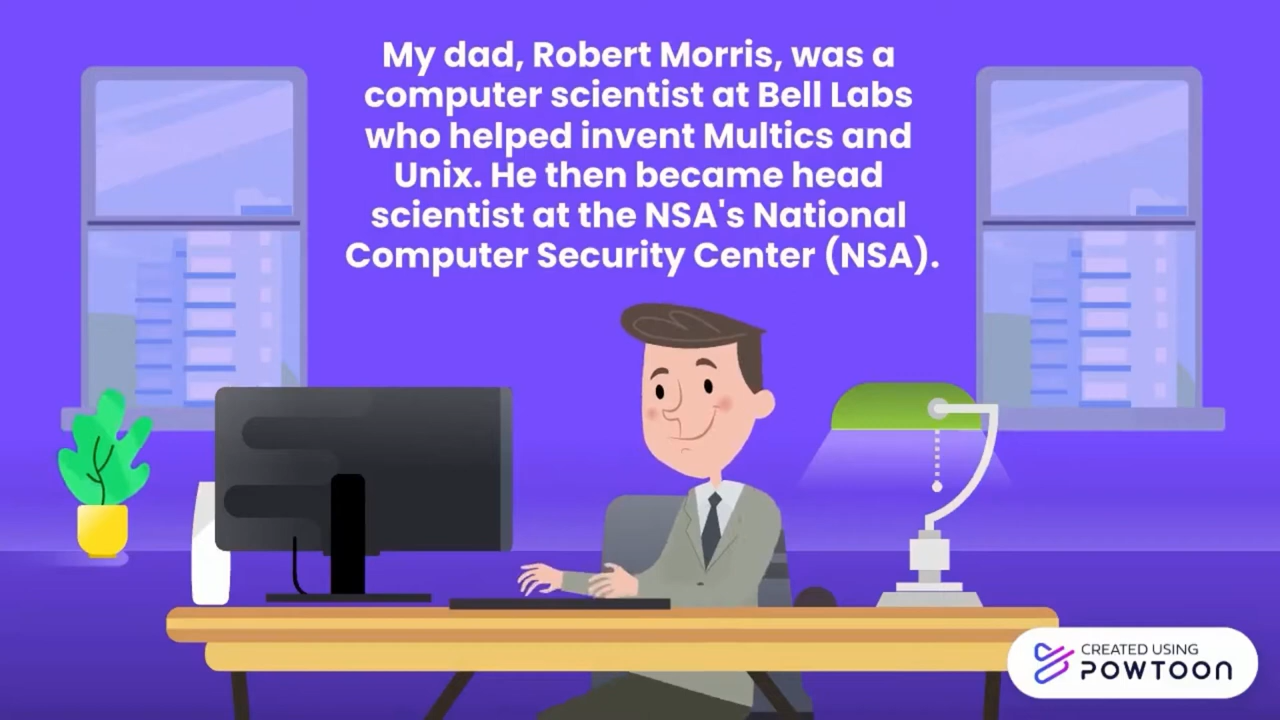 My dad, Robert Morris, was a
computer scientist at Bell Labs
who helped invent Multics and
Unix. He then became head
scientist at the NSA's National
Computer Security Center (NSA).
CREATED USING
POWTOON